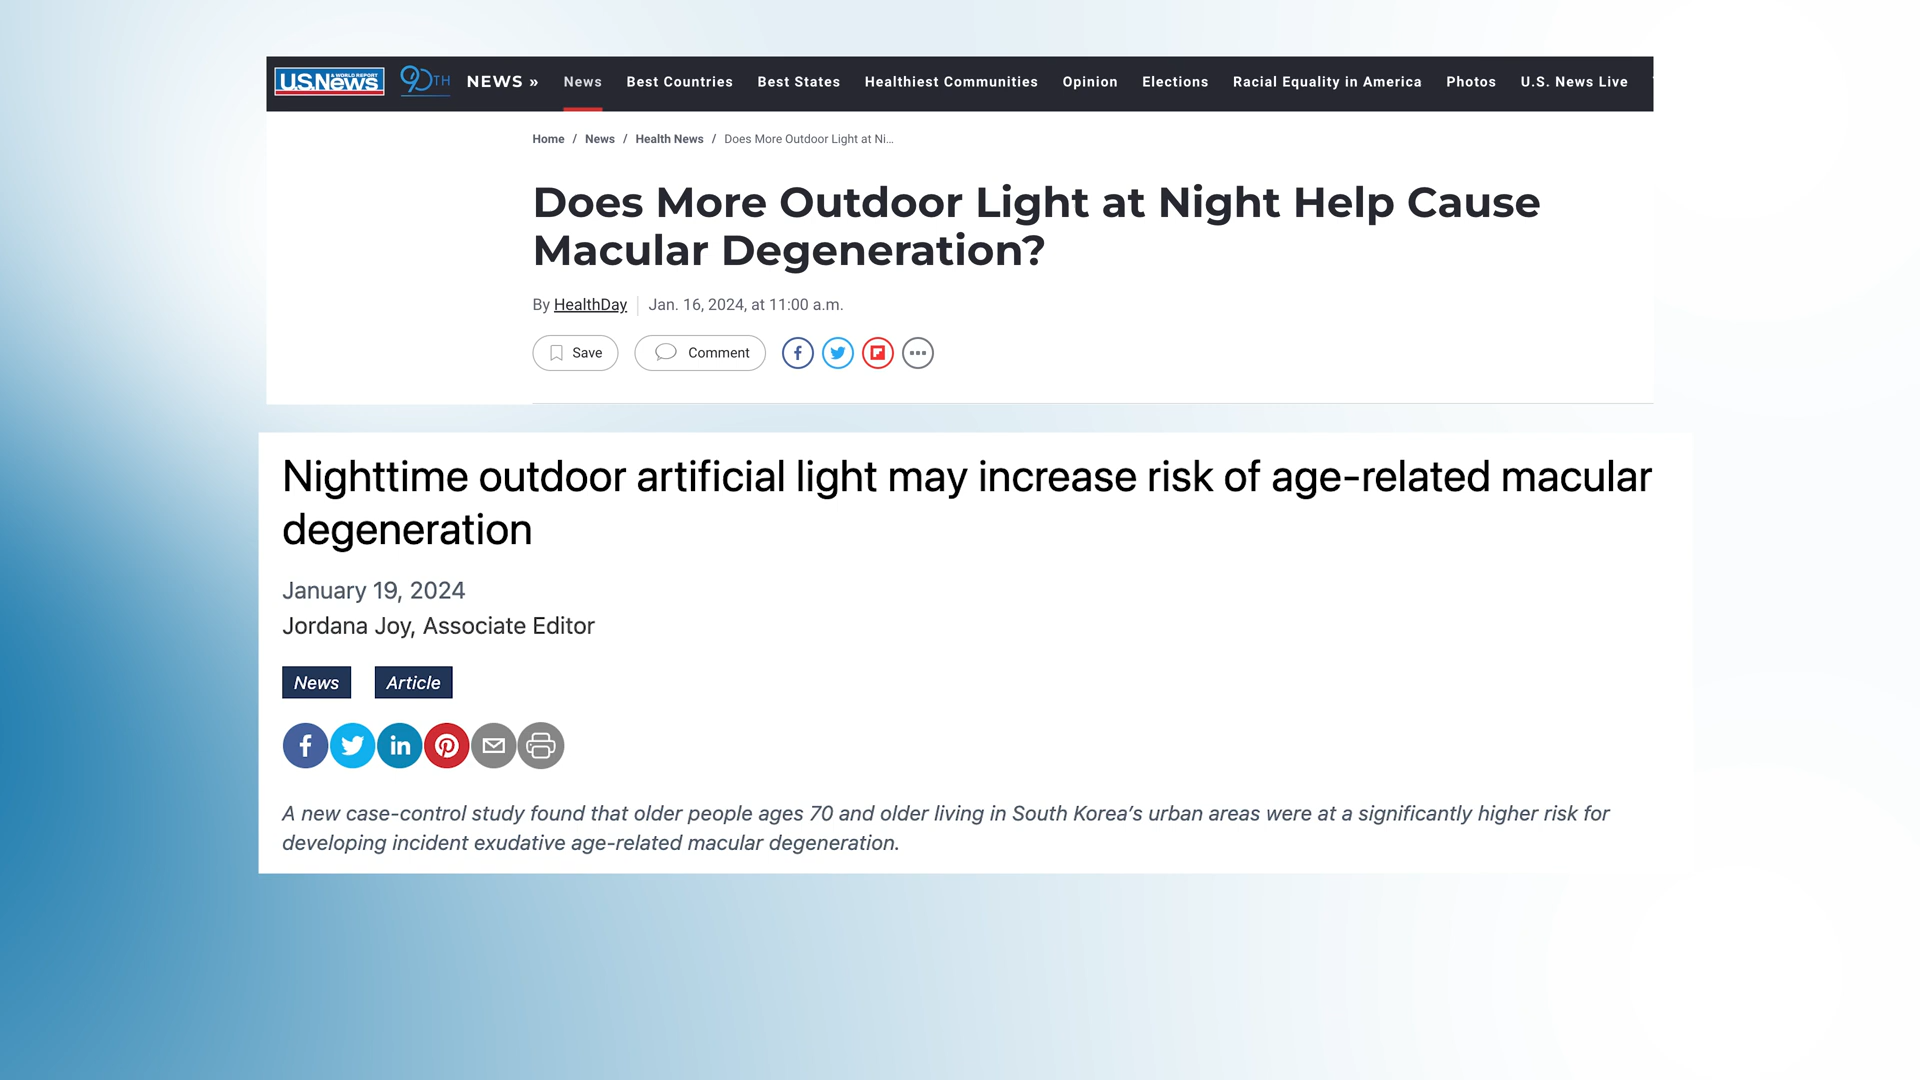 U.S.News & WORLD REPORT 90TH NEWS » News Best Countries Best States Healthiest Communities Opinion Elections Racial Equality in America Photos U.S. News Live
Home / News / Health News / Does More Outdoor Light at Ni...
Does More Outdoor Light at Night Help Cause
Macular Degeneration?
By HealthDay | Jan. 16, 2024, at 11:00 a.m.
Save Comment
Nighttime outdoor artificial light may increase risk of age-related macular
degeneration
January 19, 2024
Jordana Joy, Associate Editor
News Article
A new case-control study found that older people ages 70 and older living in South Korea’s urban areas were at a significantly higher risk for
developing incident exudative age-related macular degeneration.